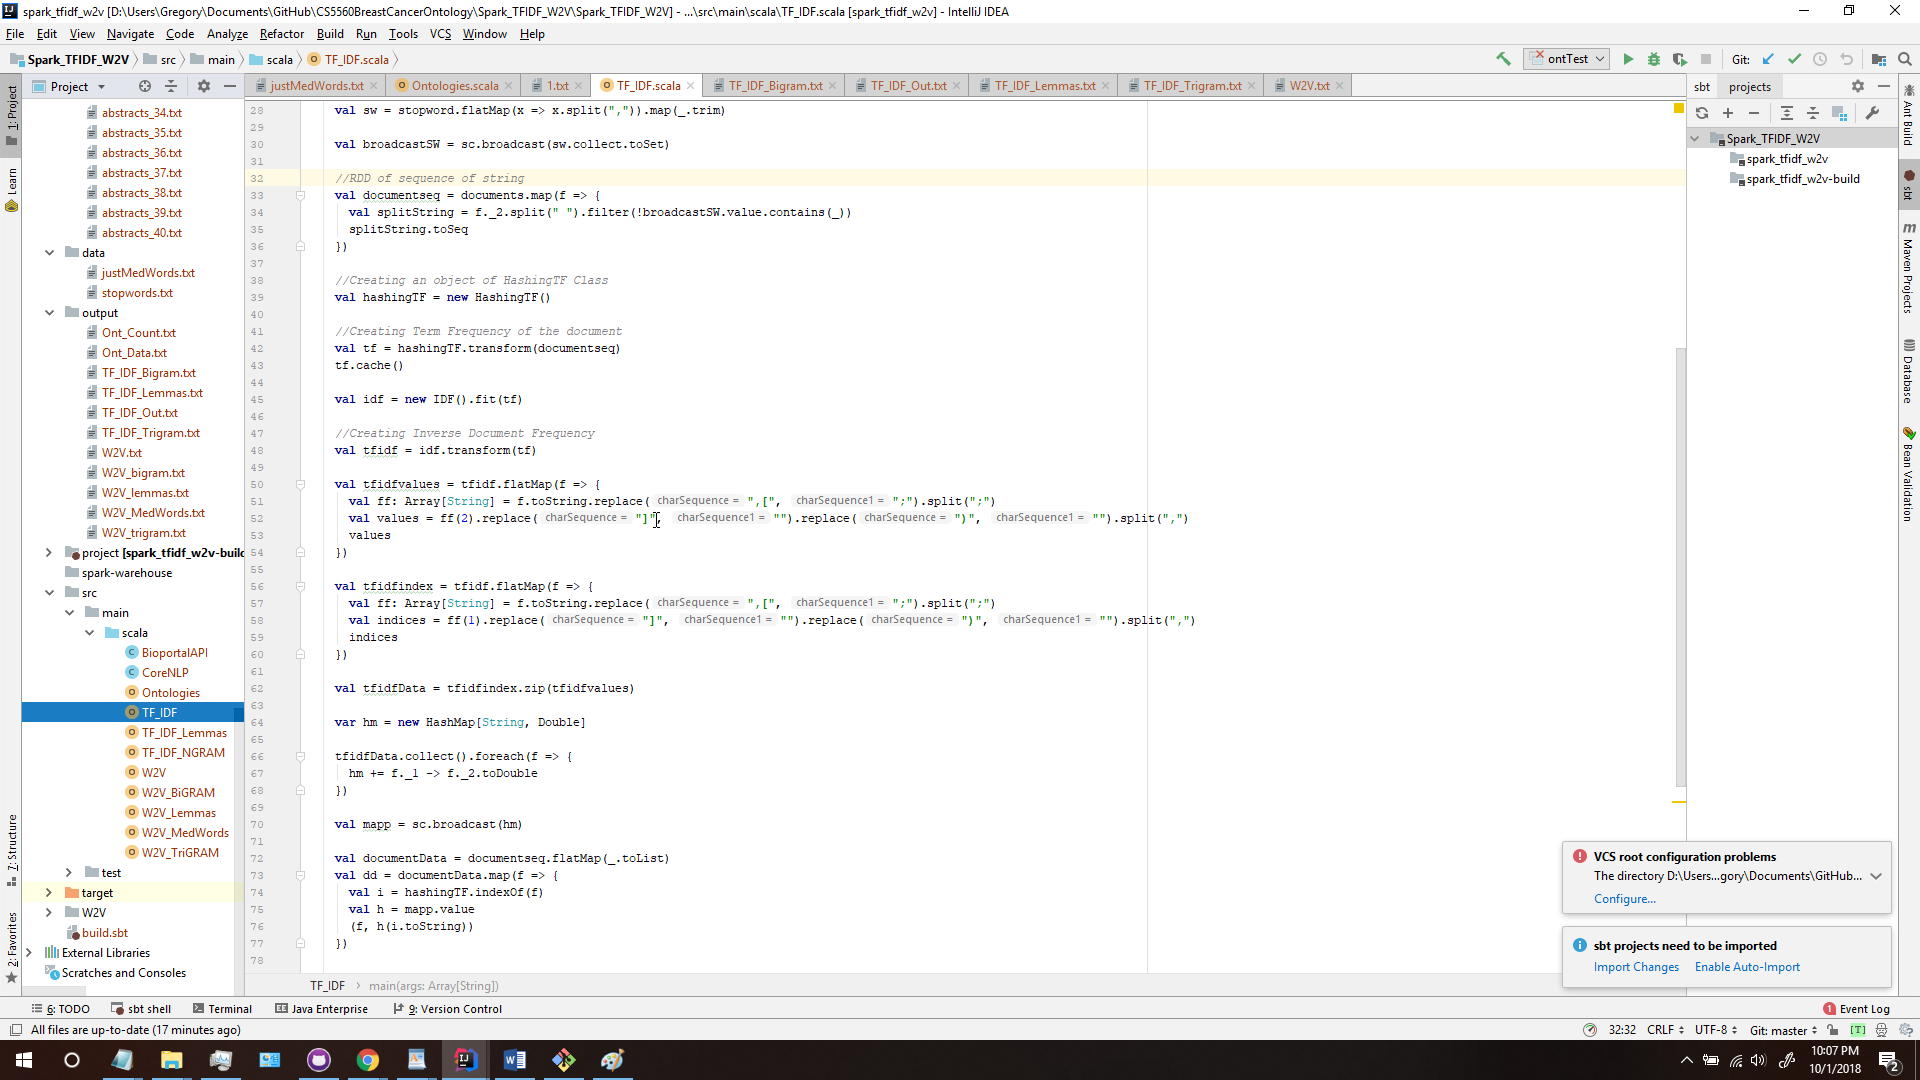 spark_tfidf_w2v [D:\Users\Gregory\Documents\GitHub\CS5560BreastCancerOntology\Spark_TFIDF_W2V\Spark_TFIDF_W2V] - ...\src\main\scala\TF_IDF.scala [spark_tfidf_w2v] - IntelliJ IDEA
File Edit View Navigate Code Analyze Refactor Build Run Tools VCS Window Help
Spark_TFIDF_W2V src main scala TF_IDF.scala ontTest Git:
1: Project
Learn
7: Structure
2: Favorites
Project
abstracts_34.txt
abstracts_35.txt
abstracts_36.txt
abstracts_37.txt
abstracts_38.txt
abstracts_39.txt
abstracts_40.txt
data
justMedWords.txt
stopwords.txt
output
Ont_Count.txt
Ont_Data.txt
TF_IDF_Bigram.txt
TF_IDF_Lemmas.txt
TF_IDF_Out.txt
TF_IDF_Trigram.txt
W2V.txt
W2V_bigram.txt
W2V_lemmas.txt
W2V_MedWords.txt
W2V_trigram.txt
project [spark_tfidf_w2v-build
spark-warehouse
src
main
scala
BioportalAPI
CoreNLP
Ontologies
TF_IDF
TF_IDF_Lemmas
TF_IDF_NGRAM
W2V
W2V_BiGRAM
W2V_Lemmas
W2V_MedWords
W2V_TriGRAM
test
target
W2V
build.sbt
External Libraries
Scratches and Consoles
justMedWords.txt Ontologies.scala 1.txt TF_IDF.scala TF_IDF_Bigram.txt TF_IDF_Out.txt TF_IDF_Lemmas.txt TF_IDF_Trigram.txt W2V.txt
28 val sw = stopword.flatMap(x => x.split(",")).map(_.trim)
29
30 val broadcastSW = sc.broadcast(sw.collect.toSet)
31
32 //RDD of sequence of string
33 val documentseq = documents.map(f => {
34 val splitString = f._2.split(" ").filter(!broadcastSW.value.contains(_))
35 splitString.toSeq
36 })
37
38 //Creating an object of HashingTF Class
39 val hashingTF = new HashingTF()
40
41 //Creating Term Frequency of the document
42 val tf = hashingTF.transform(documentseq)
43 tf.cache()
44
45 val idf = new IDF().fit(tf)
46
47 //Creating Inverse Document Frequency
48 val tfidf = idf.transform(tf)
49
50 val tfidfvalues = tfidf.flatMap(f => {
51 val ff: Array[String] = f.toString.replace( charSequence = ",[", charSequence1 = ";").split(";")
52 val values = ff(2).replace( charSequence = "]", charSequence1 = "").replace( charSequence = ")", charSequence1 = "").split(",")
53 values
54 })
55
56 val tfidfindex = tfidf.flatMap(f => {
57 val ff: Array[String] = f.toString.replace( charSequence = ",[", charSequence1 = ";").split(";")
58 val indices = ff(1).replace( charSequence = "]", charSequence1 = "").replace( charSequence = ")", charSequence1 = "").split(",")
59 indices
60 })
61
62 val tfidfData = tfidfindex.zip(tfidfvalues)
63
64 var hm = new HashMap[String, Double]
65
66 tfidfData.collect().foreach(f => {
67 hm += f._1 -> f._2.toDouble
68 })
69
70 val mapp = sc.broadcast(hm)
71
72 val documentData = documentseq.flatMap(_.toList)
73 val dd = documentData.map(f => {
74 val i = hashingTF.indexOf(f)
75 val h = mapp.value
76 (f, h(i.toString))
77 })
78
TF_IDF main(args: Array[String])
sbt projects
Spark_TFIDF_W2V
spark_tfidf_w2v
spark_tfidf_w2v-build
Ant Build
sbt
Maven Projects
Database
Bean Validation
VCS root configuration problems
The directory D:\Users...gory\Documents\GitHub...
Configure...
sbt projects need to be imported
Import Changes Enable Auto-Import
6: TODO sbt shell Terminal Java Enterprise 9: Version Control 1 Event Log
All files are up-to-date (17 minutes ago) 32:32 CRLF UTF-8 Git: master [T]
10:07 PM
10/1/2018
2